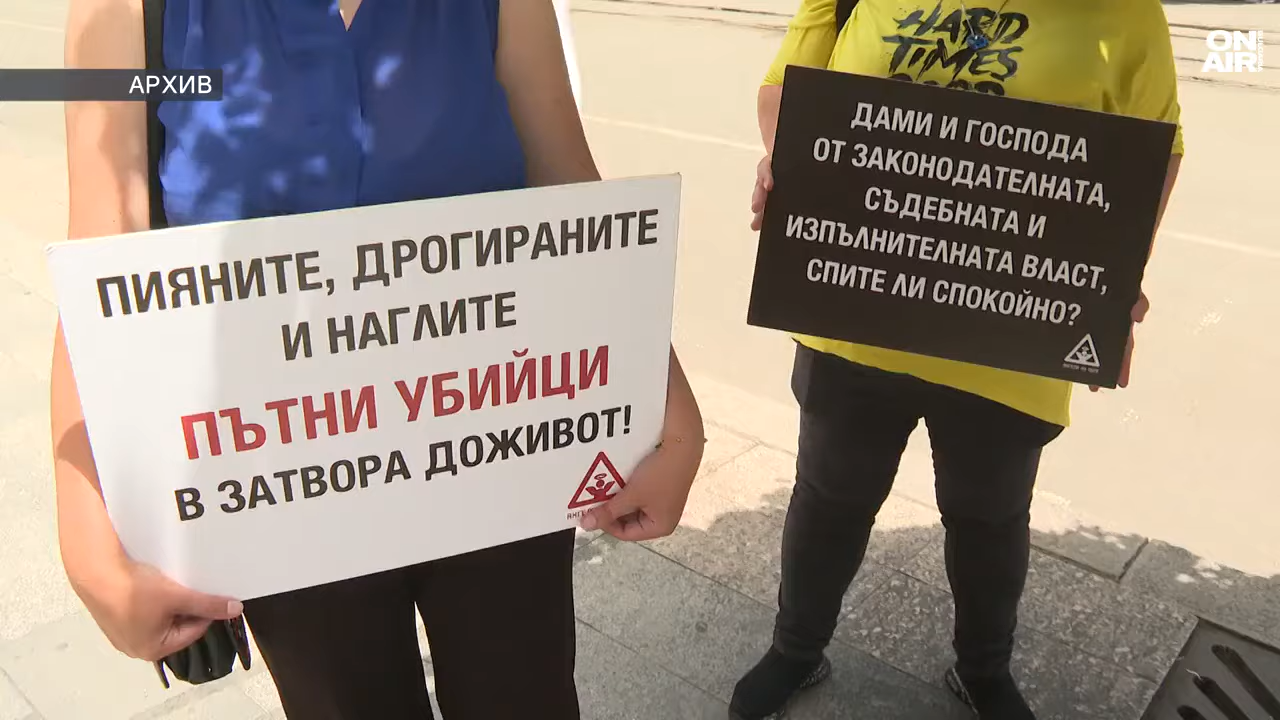 АРХИВ
ON
AIR
HARD
TIMES
ПИЯНИТЕ, ДРОГИРАНИТЕ
И НАГЛИТЕ
ПЪТНИ УБИЙЦИ
В ЗАТВОРА ДОЖИВОТ!
ДАМИ И ГОСПОДА
ОТ ЗАКОНОДАТЕЛНАТА,
СЪДЕБНАТА И
ИЗПЪЛНИТЕЛНАТА ВЛАСТ,
СПИТЕ ЛИ СПОКОЙНО?